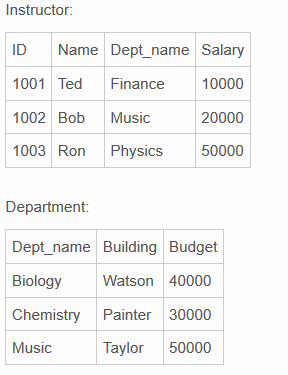 Instructor:
ID Name Dept_name Salary
1001 Ted Finance 10000
1002 Bob Music 20000
1003 Ron Physics 50000
Department:
Dept_name Building Budget
Biology Watson 40000
Chemistry Painter 30000
Music Taylor 50000